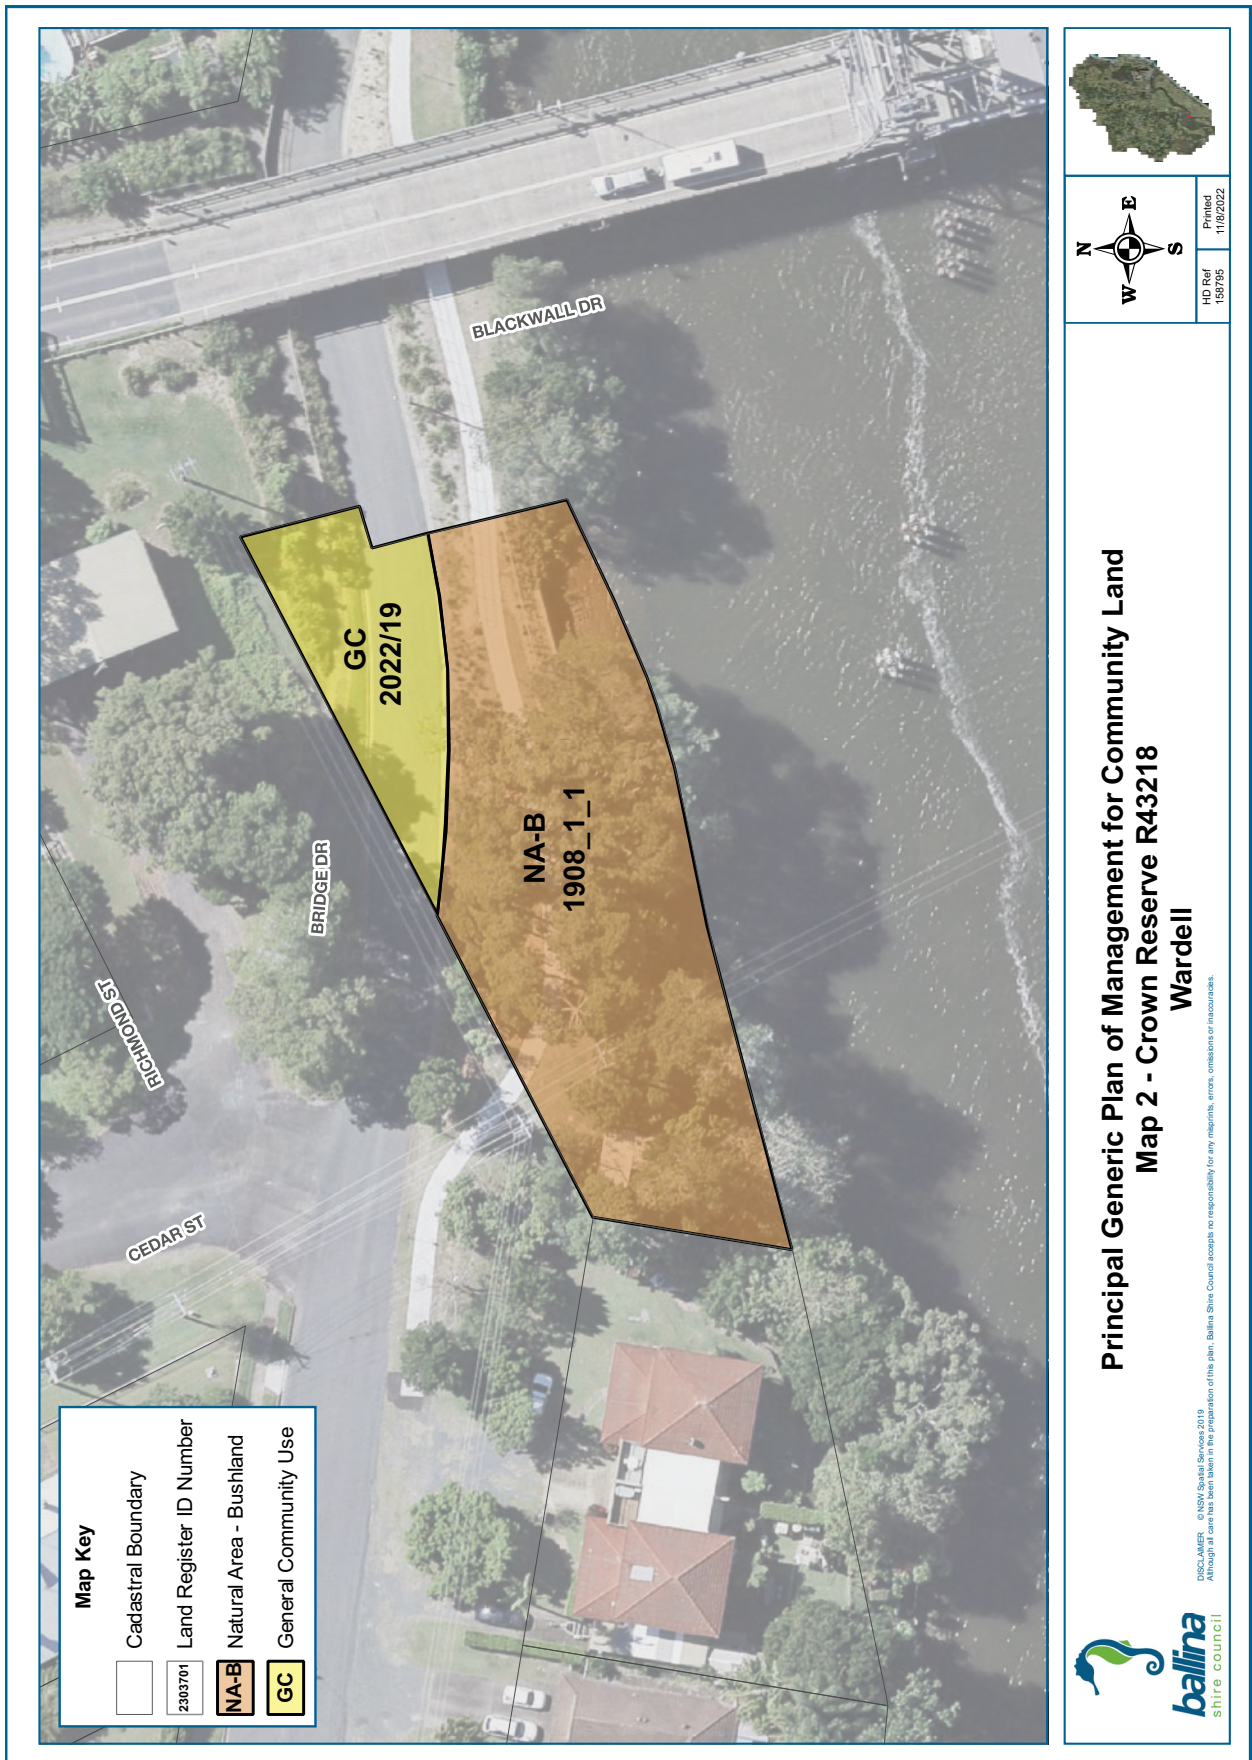 Map Key
Cadastral Boundary
2303701 Land Register ID Number
NA-B Natural Area - Bushland
GC General Community Use
RICHMOND ST
CEDAR ST
BRIDGE DR
BLACKWALL DR
GC
2022/19
NA-B
1908_1_1
Principal Generic Plan of Management for Community Land
Map 2 - Crown Reserve R43218
Wardell
N
W
E
S
HD Ref
158795
Printed
11/8/2022
ballina
shire council
DISCLAIMER © NSW Spatial Services 2019
Although all care has been taken in the preparation of this plan, Ballina Shire Council accepts no responsibility for any misprints, errors, omissions or inaccuracies.